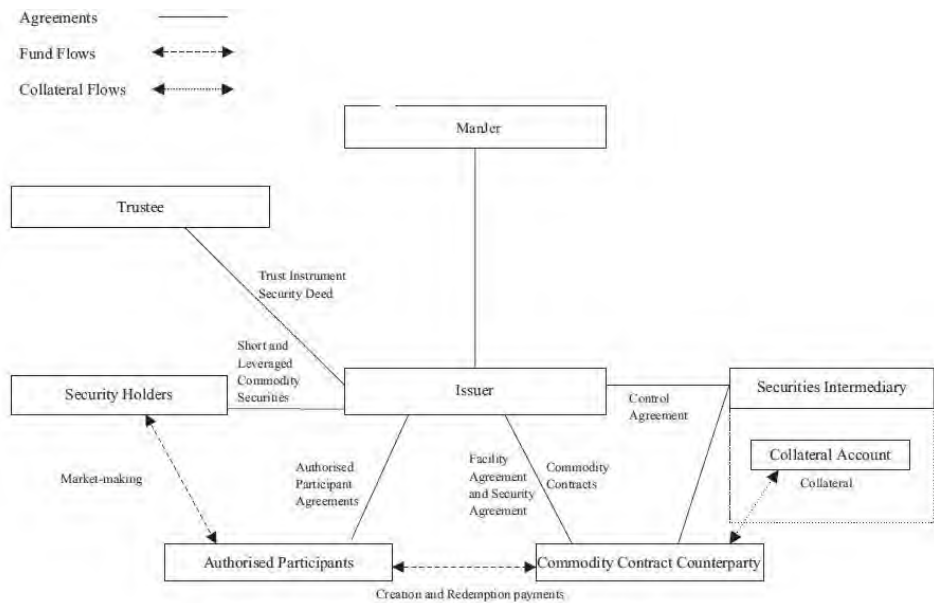 Agreements
Fund Flows
Collateral Flows
ManJer
Trustee
Trust Instrument
Security Deed
Short and
Leveraged
Commodity
Securities
Security Holders
Issuer
Securities Intermediary
Control
Agreement
Collateral Account
Collateral
Market-making
Authorised
Participant
Agreements
Facility
Agreement
and Security
Agreement
Commodity
Contracts
Authorised Participants
Commodity Contract Counterparty
Creation and Redemption payments